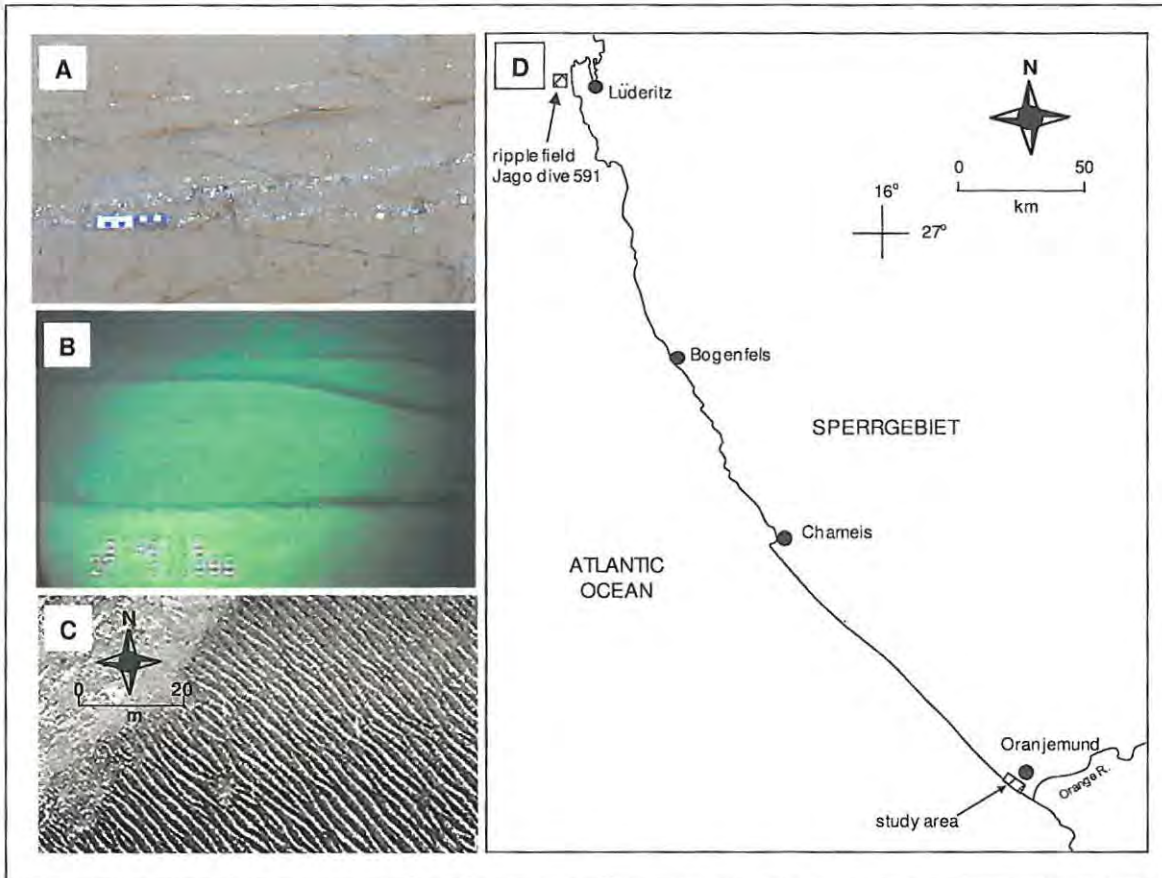 A
B
C
N
0 20
m
D
Lüderitz
ripple field
Jago dive 591
N
0 50
km
16°
27°
Bogenfels
SPERRGEBIET
Chameis
ATLANTIC
OCEAN
Oranjemund
Orange R.
study area